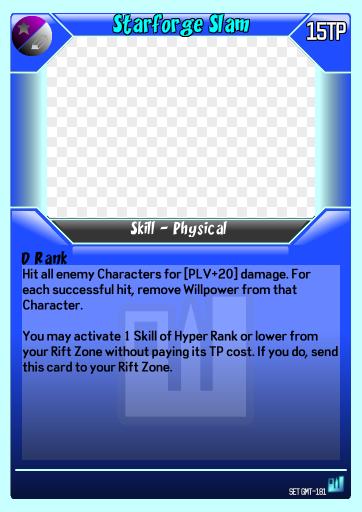 Starforge Slam
15TP
Skill - Physical
D Rank
Hit all enemy Characters for [PLV+20] damage. For
each successful hit, remove Willpower from that
Character.
You may activate 1 Skill of Hyper Rank or lower from
your Rift Zone without paying its TP cost. If you do, send
this card to your Rift Zone.
SET GMT-181